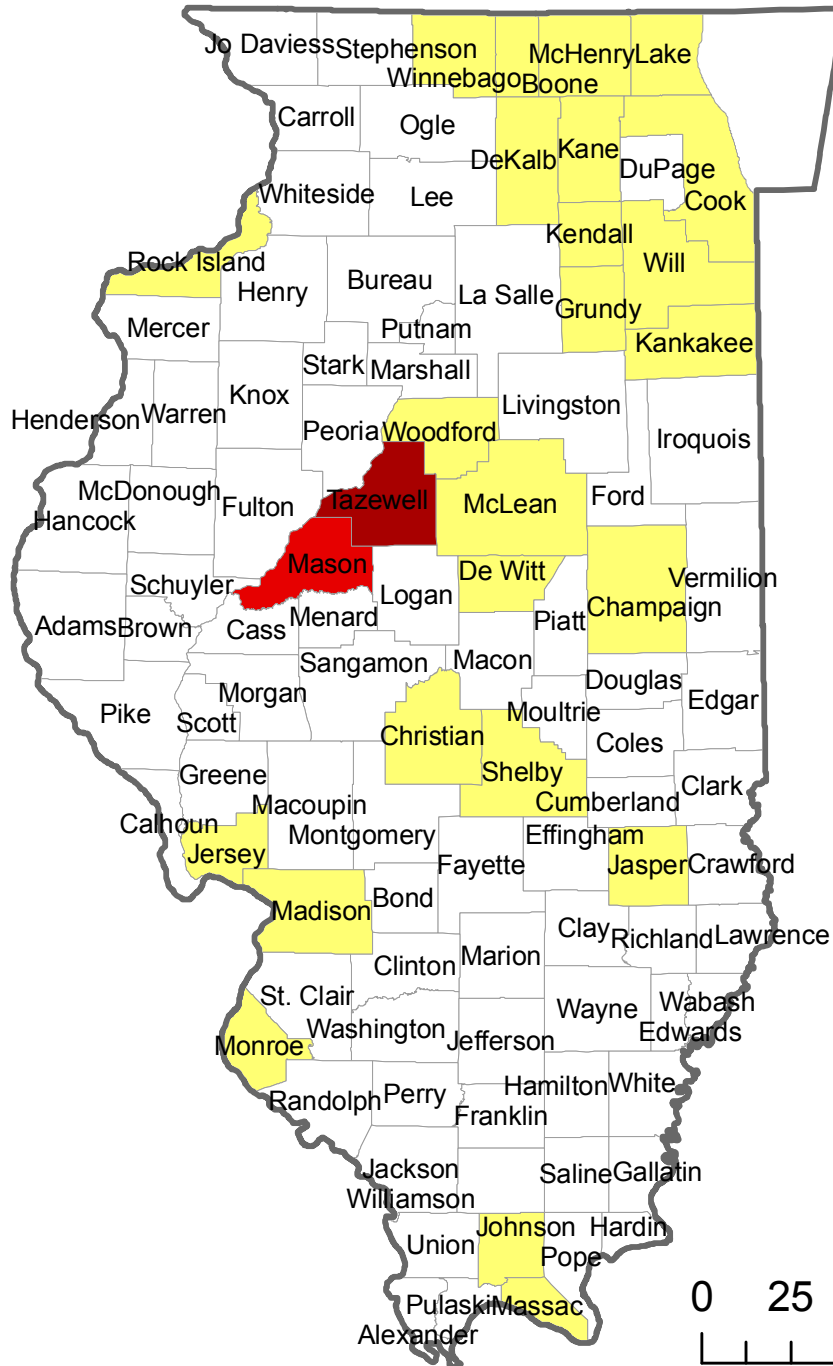 Jo Daviess
Stephenson
Winnebago
McHenry
Lake
Boone
Carroll
Ogle
DeKalb
Kane
DuPage
Cook
Whiteside
Lee
Kendall
Rock Island
Henry
Bureau
La Salle
Will
Grundy
Mercer
Putnam
Kankakee
Stark
Marshall
Knox
Henderson
Warren
Livingston
Peoria
Woodford
Iroquois
McDonough
Hancock
Fulton
Tazewell
McLean
Ford
Mason
De Witt
Schuyler
Logan
Vermilion
Champaign
Menard
Piatt
Adams
Brown
Cass
Sangamon
Macon
Douglas
Morgan
Edgar
Pike
Scott
Moultrie
Christian
Coles
Greene
Shelby
Clark
Macoupin
Cumberland
Calhoun
Montgomery
Effingham
Jersey
Fayette
Jasper
Crawford
Bond
Madison
Clay
Richland
Lawrence
Marion
Clinton
St. Clair
Wabash
Wayne
Washington
Edwards
Jefferson
Monroe
Hamilton
White
Randolph
Perry
Franklin
Jackson
Saline
Gallatin
Williamson
Johnson
Hardin
Union
Pope
Pulaski
Massac
Alexander
0 25